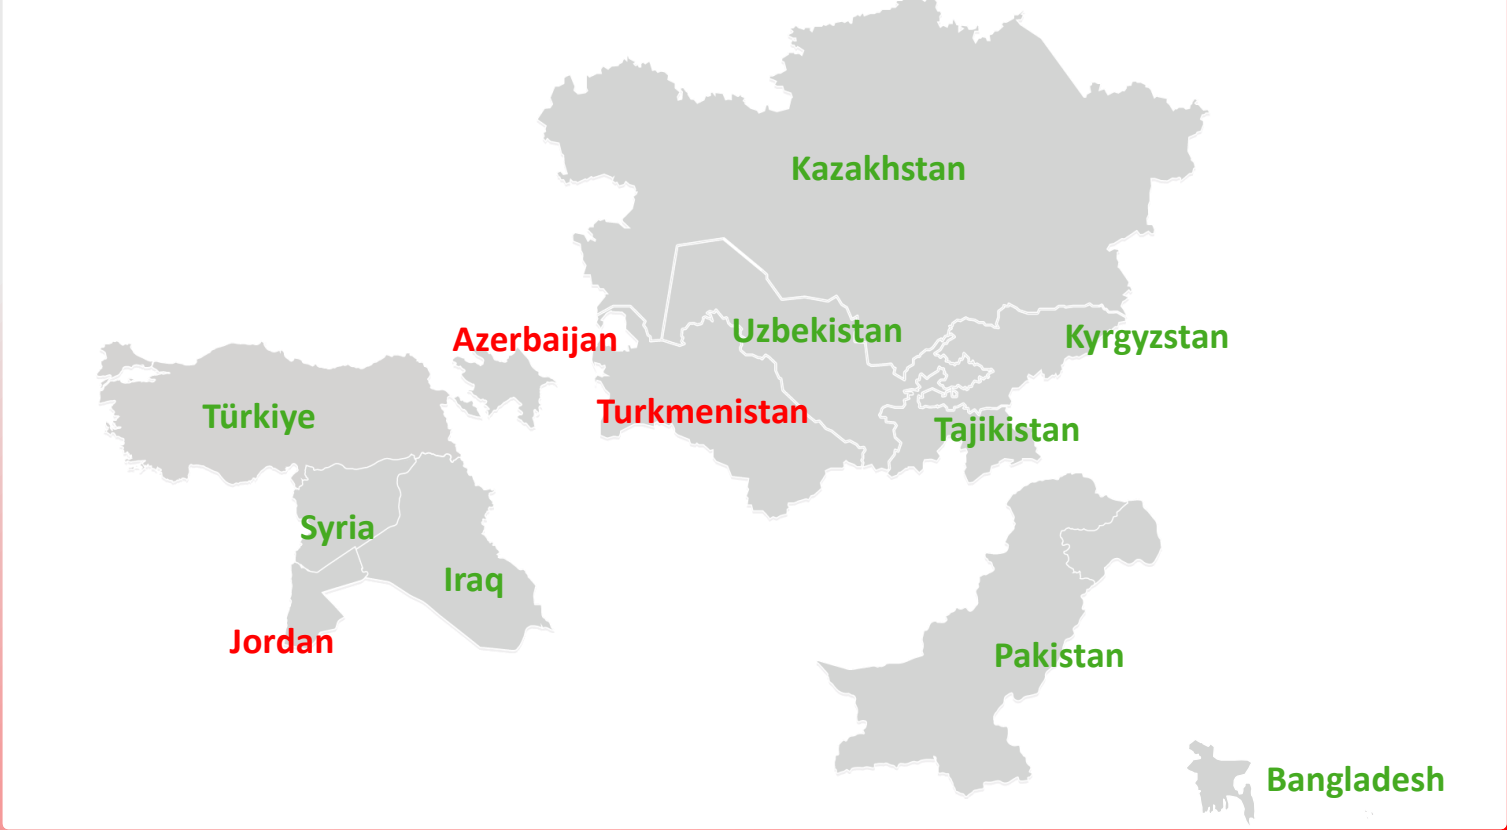 Kazakhstan
Uzbekistan
Kyrgyzstan
Azerbaijan
Turkmenistan
Türkiye
Tajikistan
Syria
Iraq
Jordan
Pakistan
Bangladesh